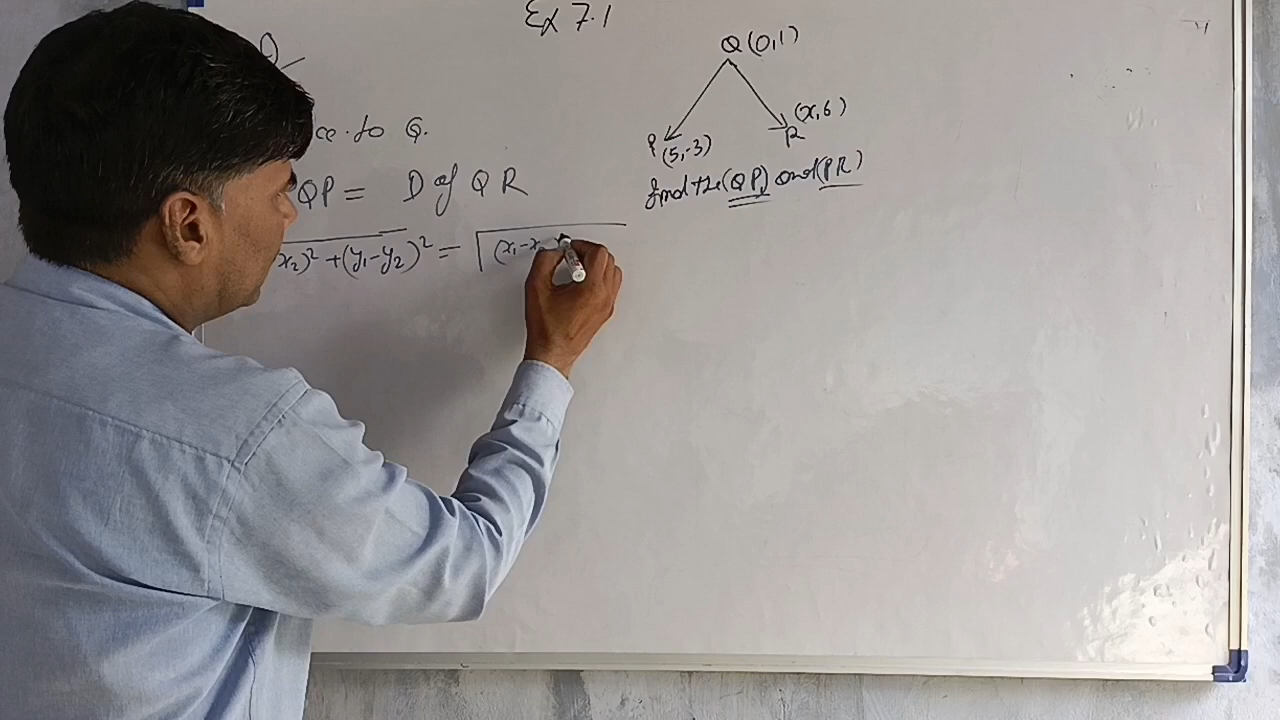 Ex 7.1
Q
ce to Q.
QP = D of QR
x₂)² + (y₁-y₂)² = √(x₁-x₂)
Q (0,1)
(x,6)
R
P
(5,-3)
find the (QP) and (PR)